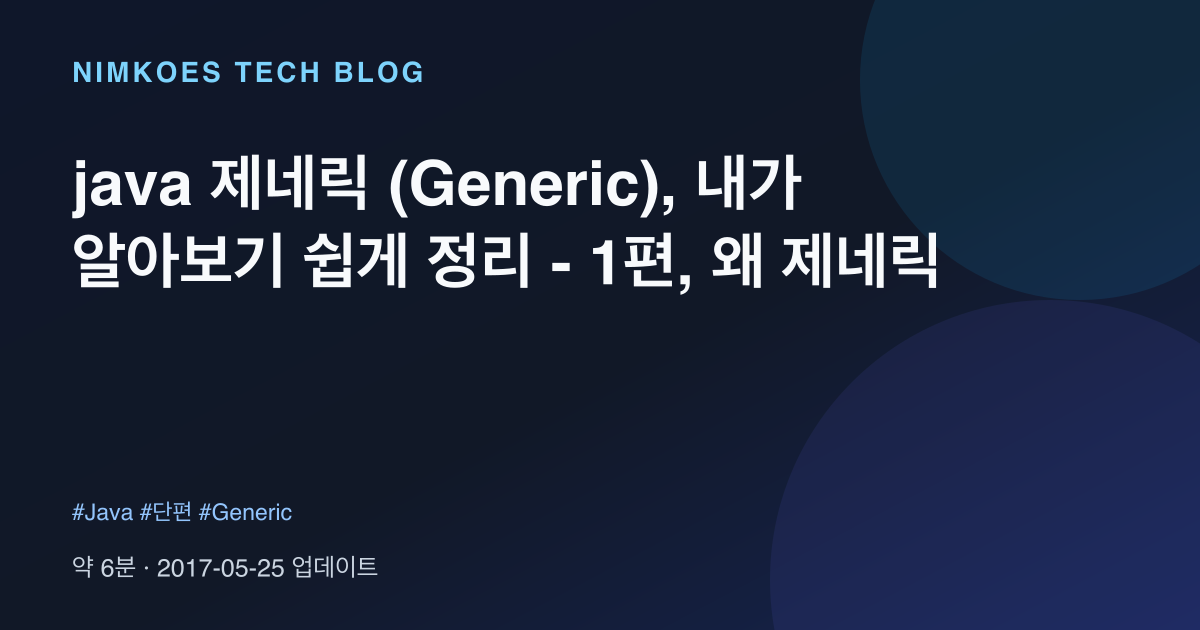 NIMKOES TECH BLOG
java 제네릭 (Generic), 내가
알아보기 쉽게 정리 - 1편, 왜 제네릭
#Java #단편 #Generic
약 6분 · 2017-05-25 업데이트